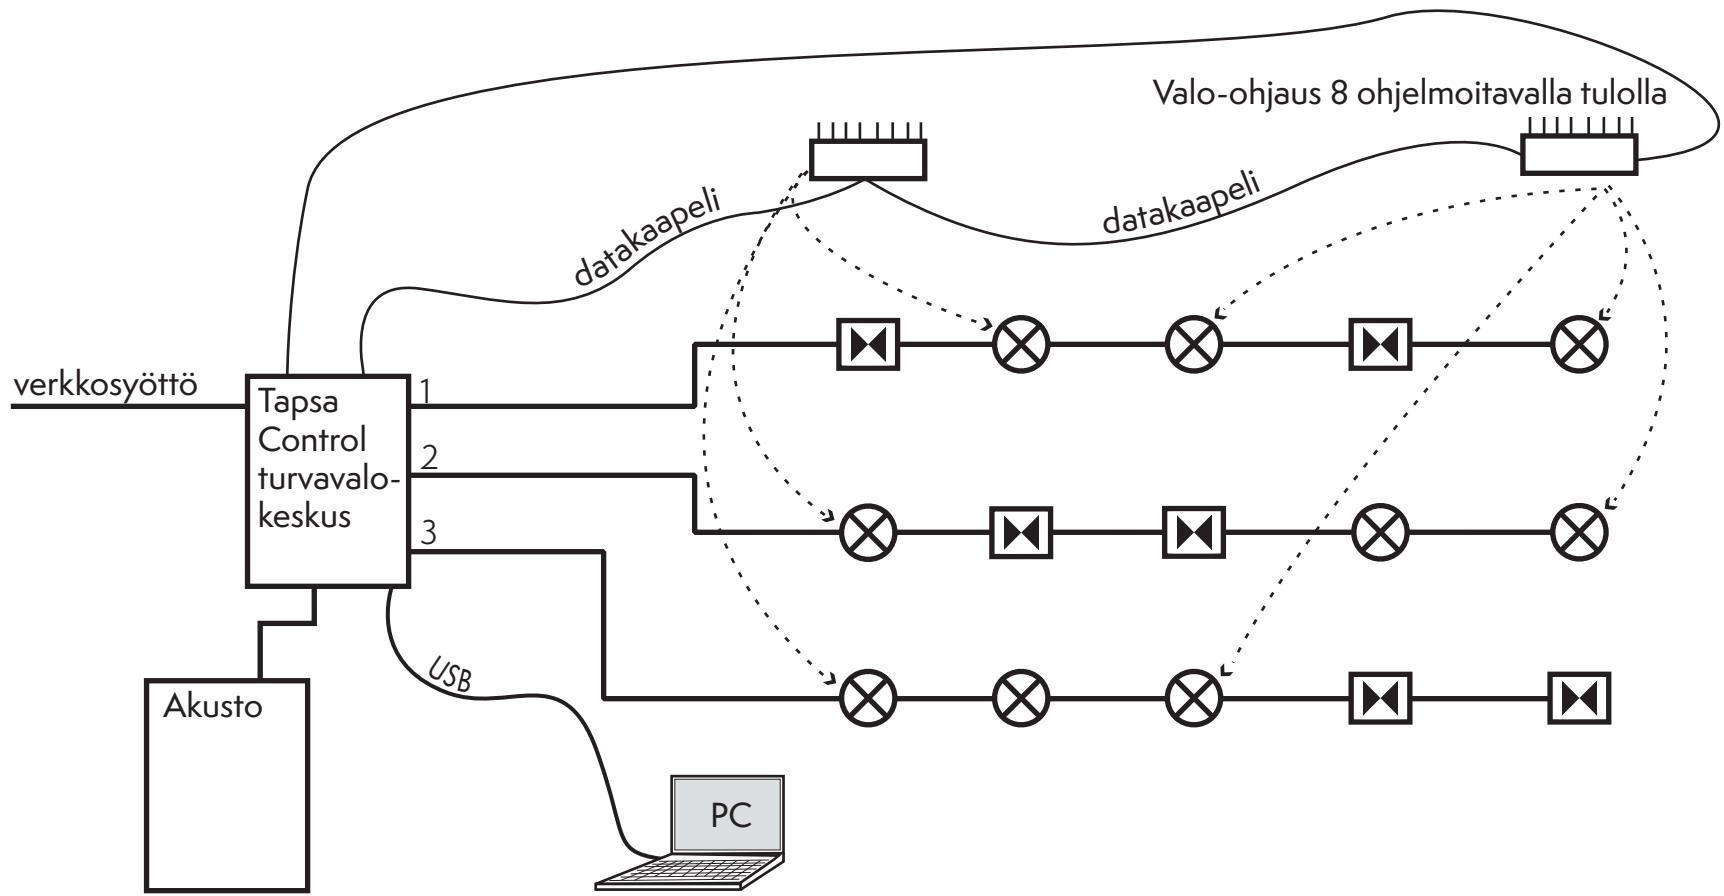 Valo-ohjaus 8 ohjelmoitavalla tulolla
datakaapeli
datakaapeli
verkkosyöttö
Tapsa
Control
turvavalo-
keskus
1
2
3
USB
Akusto
PC